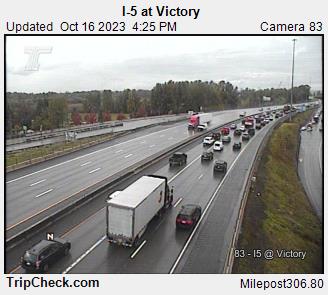 I-5 at Victory
Updated Oct 16 2023 4:25 PM
Camera 83
T
N
83 - I5 @ Victory
TripCheck.com
Milepost306.80